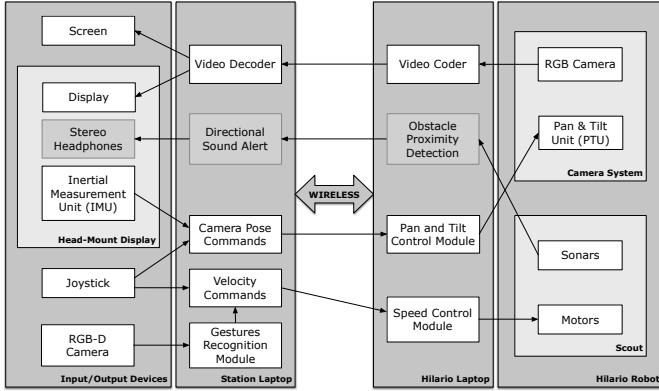 Screen
Display
Stereo
Headphones
Inertial
Measurement
Unit (IMU)
Head-Mount Display
Joystick
RGB-D
Camera
Input/Output Devices
Video Decoder
Directional
Sound Alert
Camera Pose
Commands
Velocity
Commands
Gestures
Recognition
Module
Station Laptop
WIRELESS
Video Coder
Obstacle
Proximity
Detection
Pan and Tilt
Control Module
Speed Control
Module
Hilario Laptop
RGB Camera
Pan & Tilt
Unit (PTU)
Camera System
Sonars
Motors
Scout
Hilario Robot